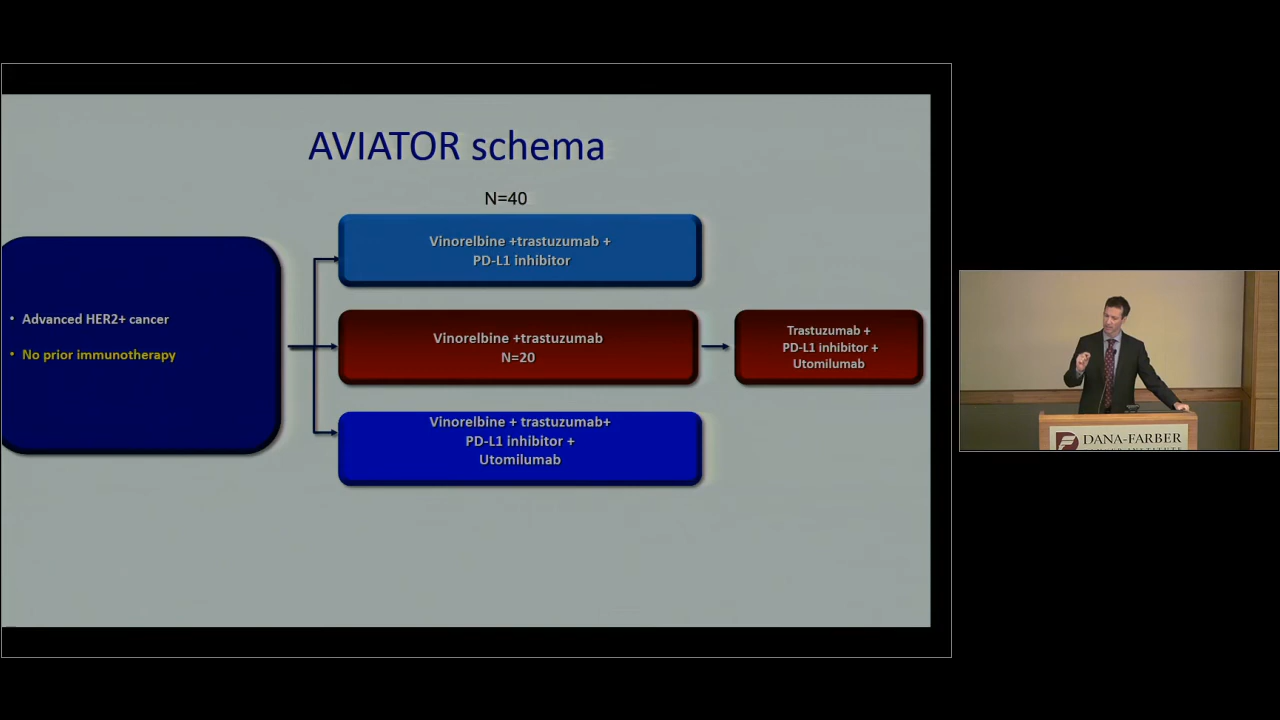 AVIATOR schema
N=40
• Advanced HER2+ cancer
• No prior immunotherapy
Vinorelbine +trastuzumab +
PD-L1 inhibitor
Vinorelbine +trastuzumab
N=20
Trastuzumab +
PD-L1 inhibitor +
Utomilumab
Vinorelbine + trastuzumab+
PD-L1 inhibitor +
Utomilumab
DANA-FARBER